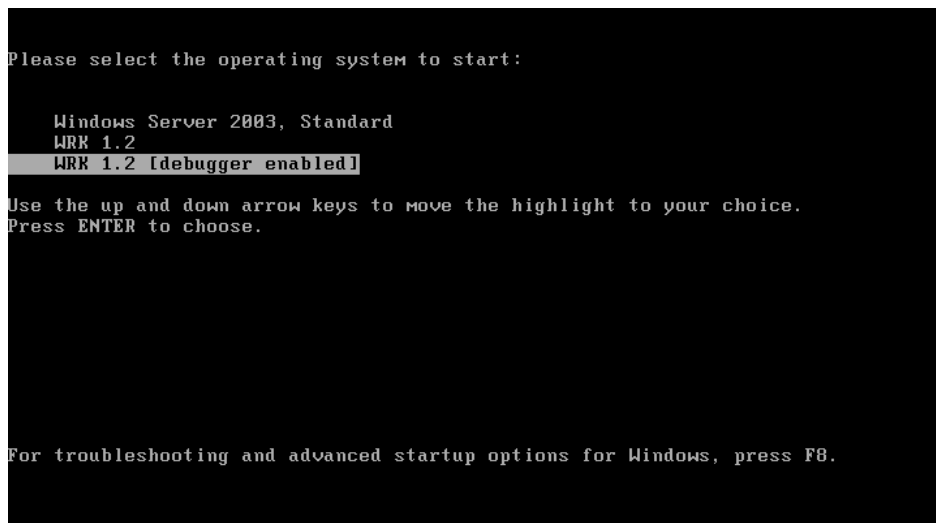 Please select the operating system to start:
Windows Server 2003, Standard
WRK 1.2
WRK 1.2 [debugger enabled]
Use the up and down arrow keys to move the highlight to your choice.
Press ENTER to choose.
For troubleshooting and advanced startup options for Windows, press F8.